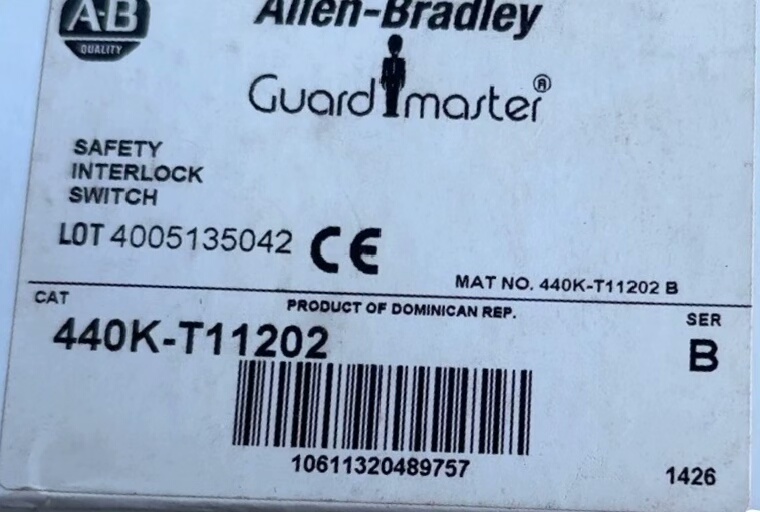 A-B
QUALITY
Allen-Bradley
Guardmaster®
SAFETY
INTERLOCK
SWITCH
LOT 4005135042 CE
MAT NO. 440K-T11202 B
CAT
PRODUCT OF DOMINICAN REP.
SER
440K-T11202
B
10611320489757
1426